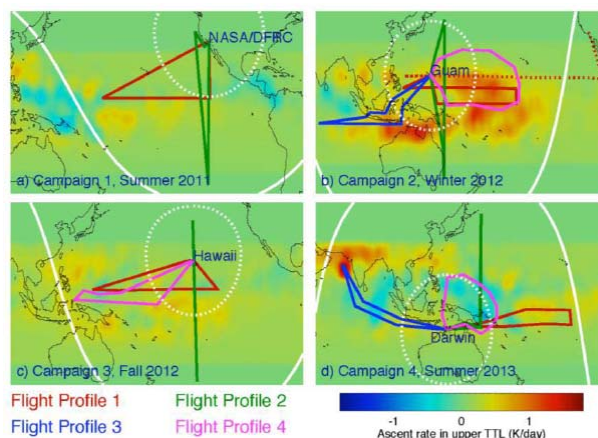 NASA/DFRC
a) Campaign 1, Summer 2011
Guam
b) Campaign 2, Winter 2012
Hawaii
c) Campaign 3, Fall 2012
Darwin
d) Campaign 4, Summer 2013
Flight Profile 1
Flight Profile 2
Flight Profile 3
Flight Profile 4
-1 0 1
Ascent rate in upper TTL (K/day)